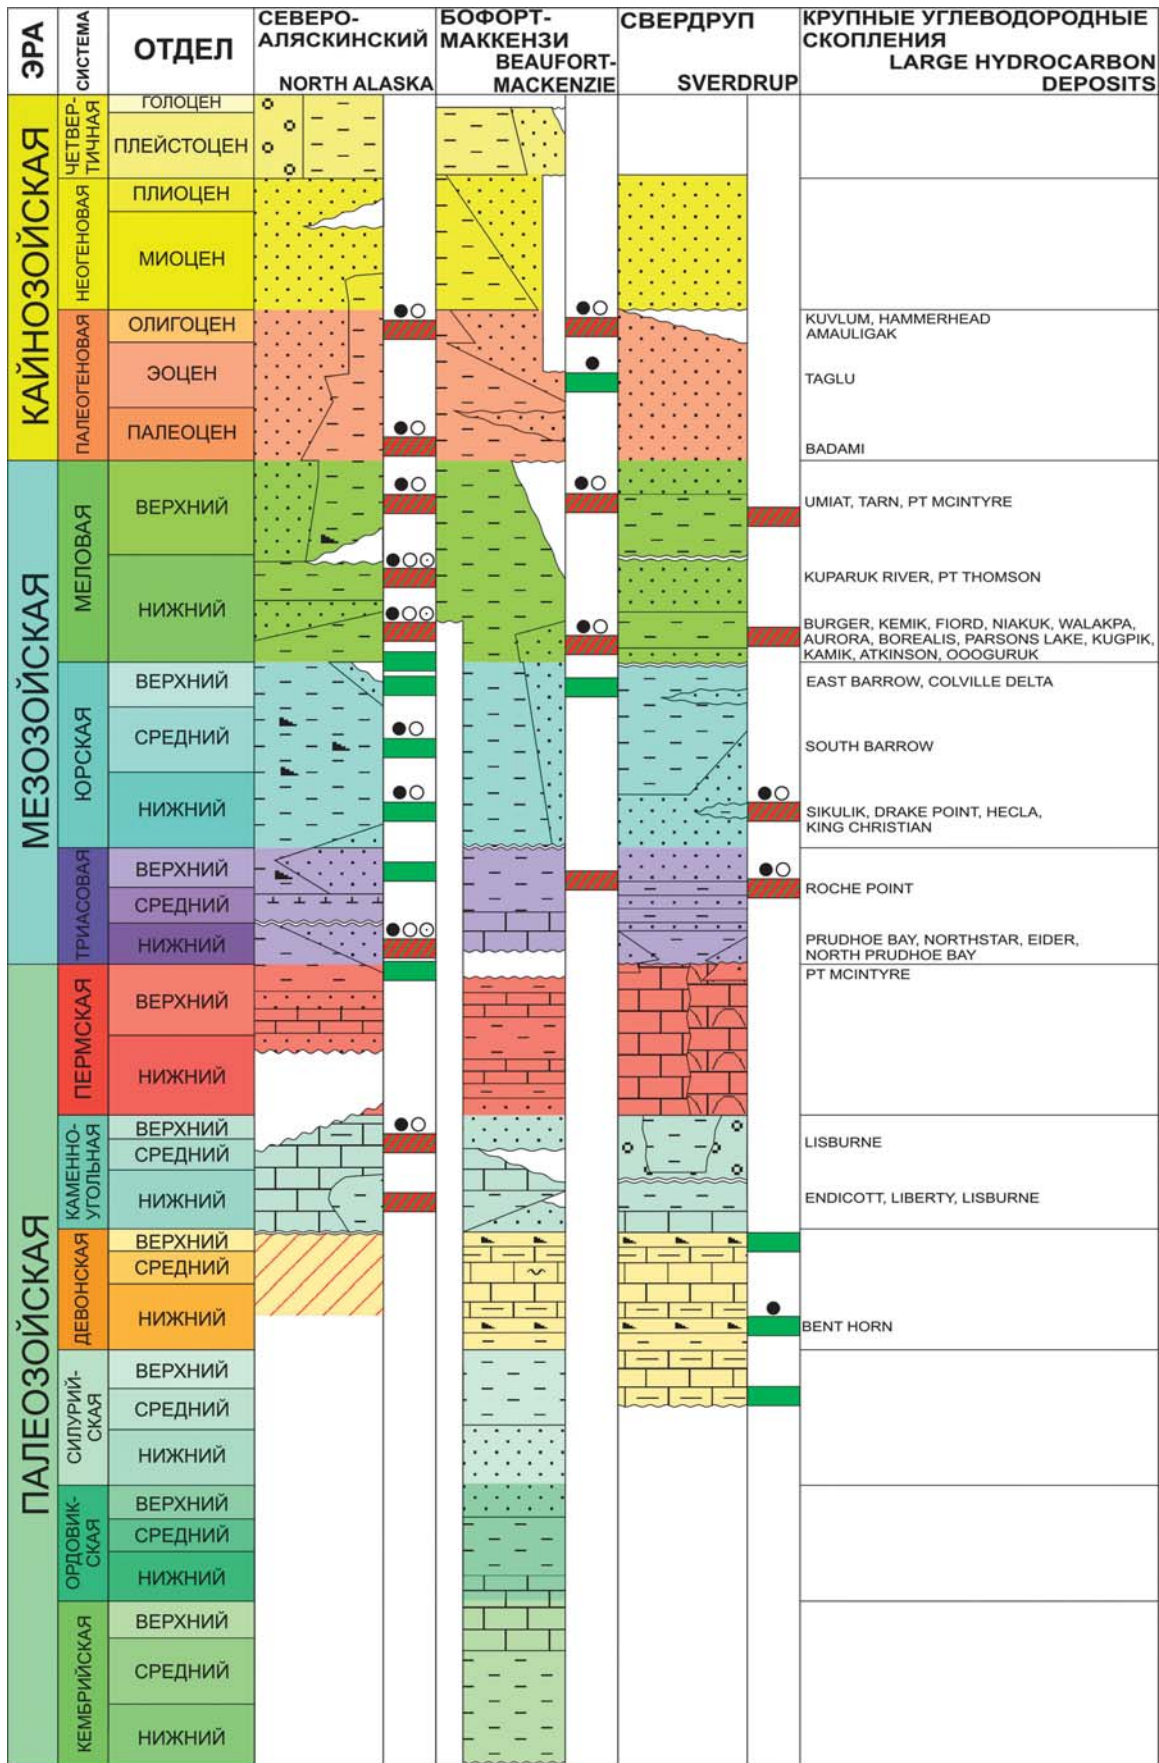 ЭРА
СИСТЕМА
ОТДЕЛ
СЕВЕРО-
АЛЯСКИНСКИЙ
NORTH ALASKA
БОФОРТ-
МАККЕНЗИ
BEAUFORT-
MACKENZIE
СВЕРДРУП
SVERDRUP
КРУПНЫЕ УГЛЕВОДОРОДНЫЕ
СКОПЛЕНИЯ
LARGE HYDROCARBON
DEPOSITS
КАЙНОЗОЙСКАЯ
ЧЕТВЕР-
ТИЧНАЯ
ГОЛОЦЕН
ПЛЕЙСТОЦЕН
НЕОГЕНОВАЯ
ПЛИОЦЕН
МИОЦЕН
ПАЛЕОГЕНОВАЯ
ОЛИГОЦЕН
KUVLUM, HAMMERHEAD
AMAULIGAK
ЭОЦЕН
TAGLU
ПАЛЕОЦЕН
BADAMI
МЕЗОЗОЙСКАЯ
МЕЛОВАЯ
ВЕРХНИЙ
UMIAT, TARN, PT MCINTYRE
НИЖНИЙ
KUPARUK RIVER, PT THOMSON
BURGER, KEMIK, FIORD, NIAKUK, WALAKPA,
AURORA, BOREALIS, PARSONS LAKE, KUGPIK,
KAMIK, ATKINSON, OOOGURUK
ЮРСКАЯ
ВЕРХНИЙ
EAST BARROW, COLVILLE DELTA
СРЕДНИЙ
SOUTH BARROW
НИЖНИЙ
SIKULIK, DRAKE POINT, HECLA,
KING CHRISTIAN
ТРИАСОВАЯ
ВЕРХНИЙ
ROCHE POINT
СРЕДНИЙ
НИЖНИЙ
PRUDHOE BAY, NORTHSTAR, EIDER,
NORTH PRUDHOE BAY
ПАЛЕОЗОЙСКАЯ
ПЕРМСКАЯ
PT MCINTYRE
ВЕРХНИЙ
НИЖНИЙ
КАМЕННО-
УГОЛЬНАЯ
ВЕРХНИЙ
LISBURNE
СРЕДНИЙ
НИЖНИЙ
ENDICOTT, LIBERTY, LISBURNE
ДЕВОНСКАЯ
ВЕРХНИЙ
СРЕДНИЙ
НИЖНИЙ
BENT HORN
СИЛУРИЙ-
СКАЯ
ВЕРХНИЙ
СРЕДНИЙ
НИЖНИЙ
ОРДОВИК-
СКАЯ
ВЕРХНИЙ
СРЕДНИЙ
НИЖНИЙ
КЕМБРИЙСКАЯ
ВЕРХНИЙ
СРЕДНИЙ
НИЖНИЙ